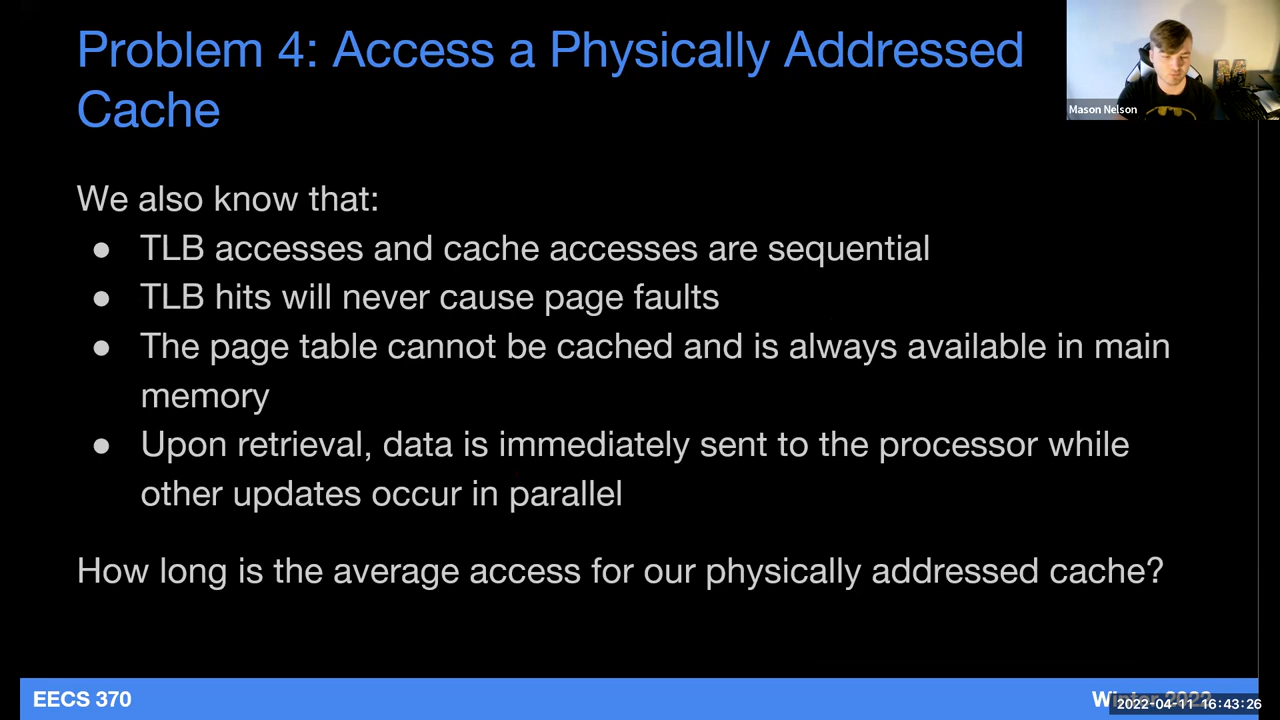 Problem 4: Access a Physically Addressed
Cache
Mason Nelson
We also know that:
● TLB accesses and cache accesses are sequential
● TLB hits will never cause page faults
● The page table cannot be cached and is always available in main
memory
● Upon retrieval, data is immediately sent to the processor while
other updates occur in parallel
How long is the average access for our physically addressed cache?
EECS 370
Winter 2022
2022-04-11 16:43:26